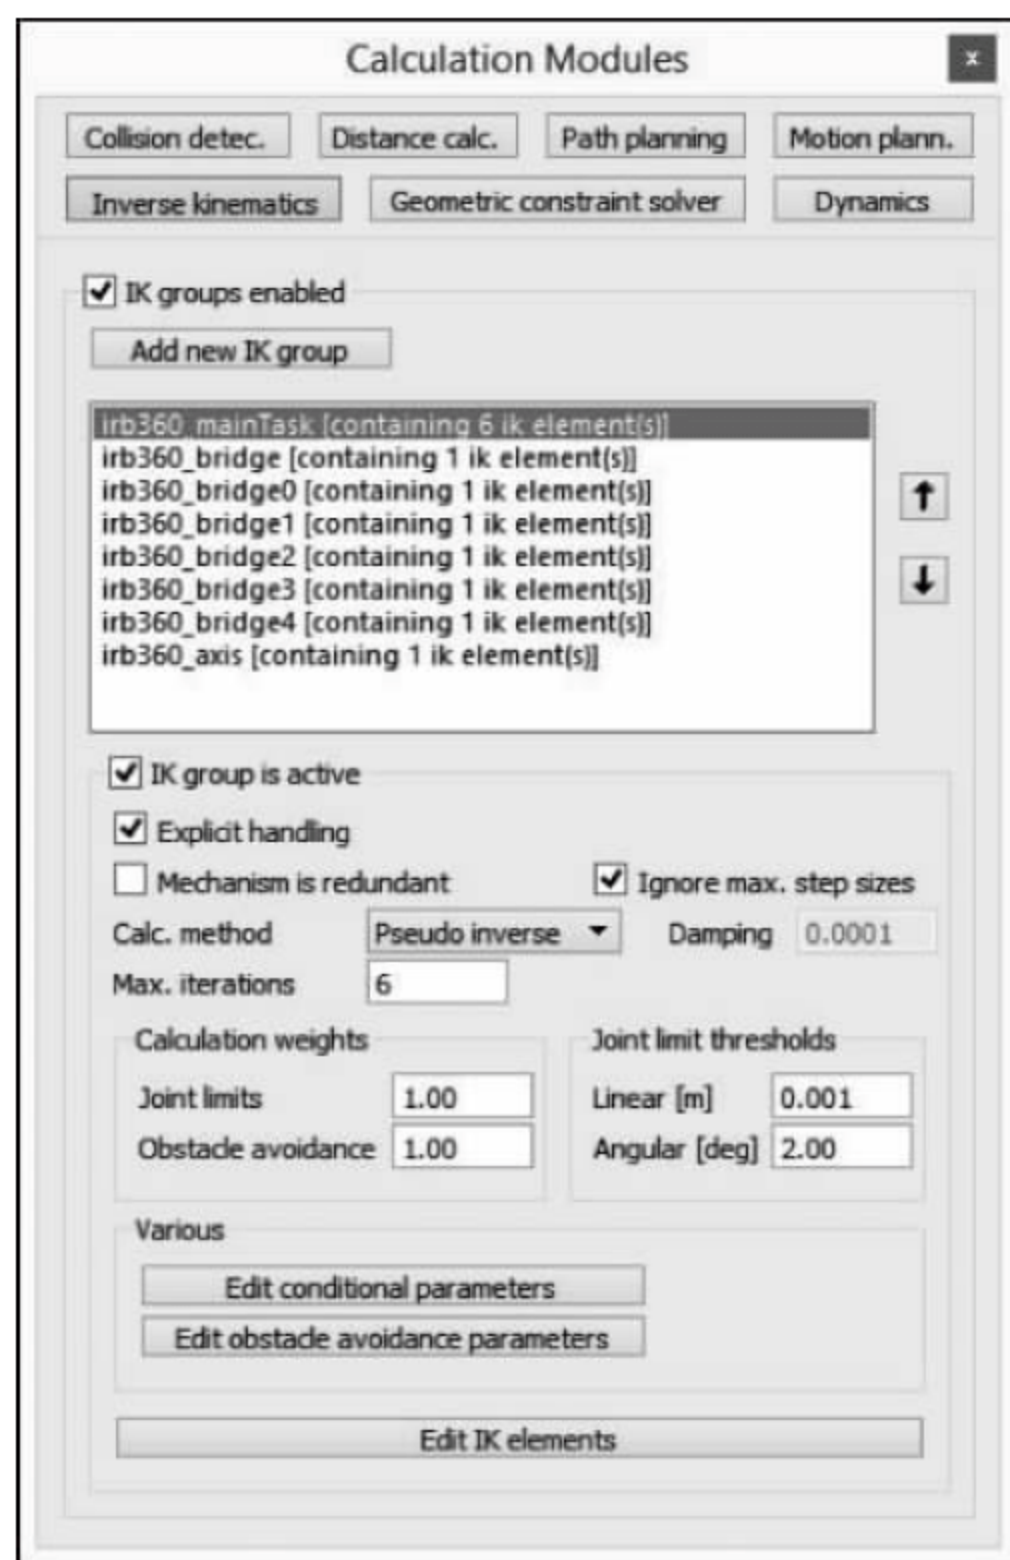 Calculation Modules
x
Collision detec. Distance calc. Path planning Motion plann.
Inverse kinematics Geometric constraint solver Dynamics
IK groups enabled
Add new IK group
irb360_mainTask [containing 6 ik element(s)]
irb360_bridge [containing 1 ik element(s)]
irb360_bridge0 [containing 1 ik element(s)]
irb360_bridge1 [containing 1 ik element(s)]
irb360_bridge2 [containing 1 ik element(s)]
irb360_bridge3 [containing 1 ik element(s)]
irb360_bridge4 [containing 1 ik element(s)]
irb360_axis [containing 1 ik element(s)]
IK group is active
Explicit handling
Mechanism is redundant Ignore max. step sizes
Calc. method Pseudo inverse Damping 0.0001
Max. iterations 6
Calculation weights Joint limit thresholds
Joint limits 1.00 Linear [m] 0.001
Obstacle avoidance 1.00 Angular [deg] 2.00
Various
Edit conditional parameters
Edit obstacle avoidance parameters
Edit IK elements